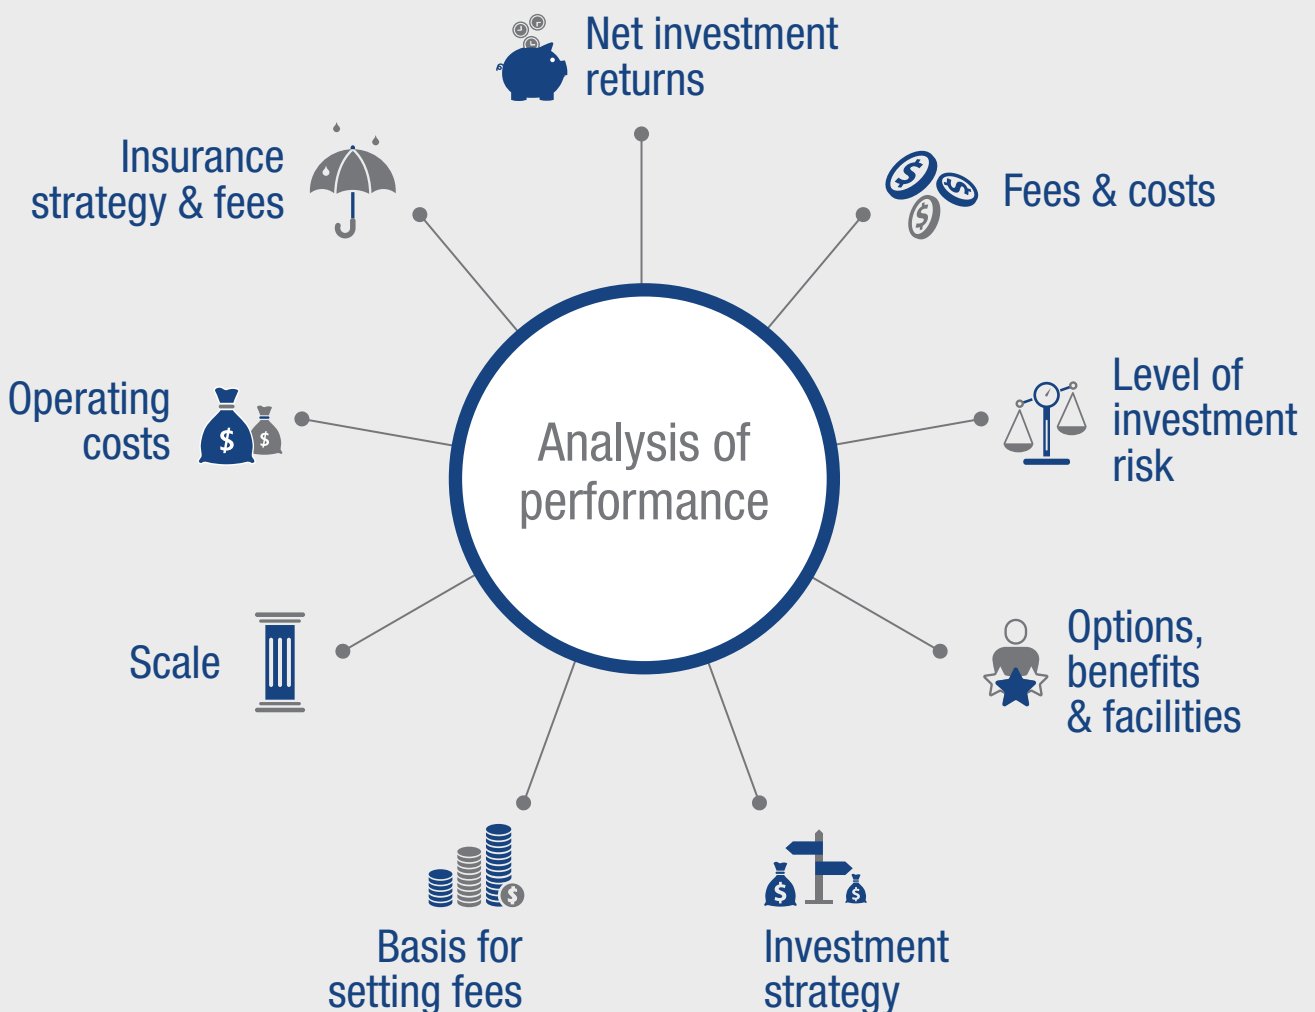 Net investment
returns
Fees & costs
Level of
investment
risk
Options,
benefits
& facilities
Investment
strategy
Basis for
setting fees
Scale
Operating
costs
Insurance
strategy & fees
Analysis of
performance
$
$
$
$
$
$
$
$